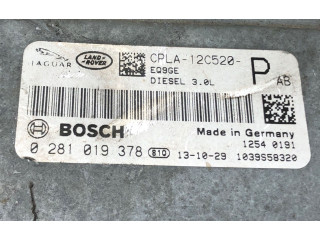 JAGUAR
LAND ROVER
CPLA-12C520-
EQ9GE
DIESEL 3.0L
P
AB
BOSCH
Made in Germany
1254 0191
0 281 019 378
810
13-10-29
1039S58320